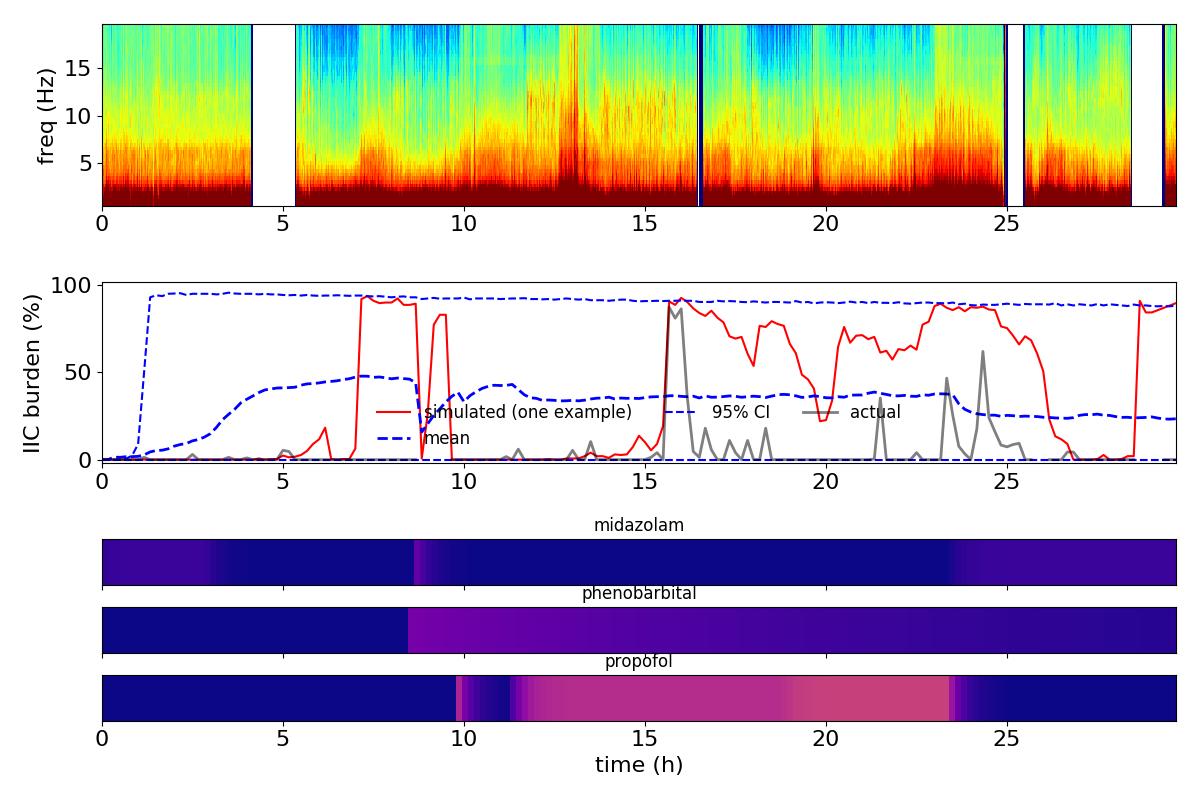 15
10
5
freq (Hz)
0 5 10 15 20 25
100
50
0
IIC burden (%)
simulated (one example) 95% CI actual
mean
0 5 10 15 20 25
midazolam
phenobarbital
propofol
0 5 10 15 20 25
time (h)